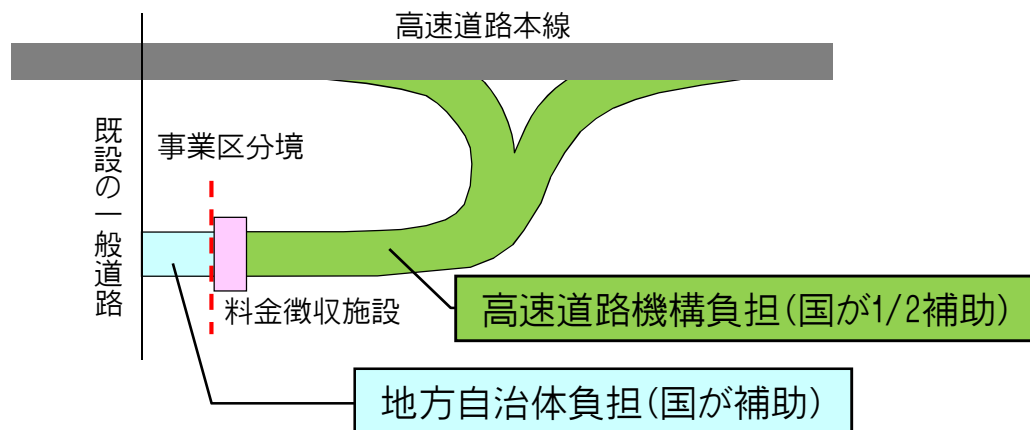 高速道路本線
既設の一般道路
事業区分境
料金徴収施設
高速道路機構負担(国が1/2補助)
地方自治体負担(国が補助)